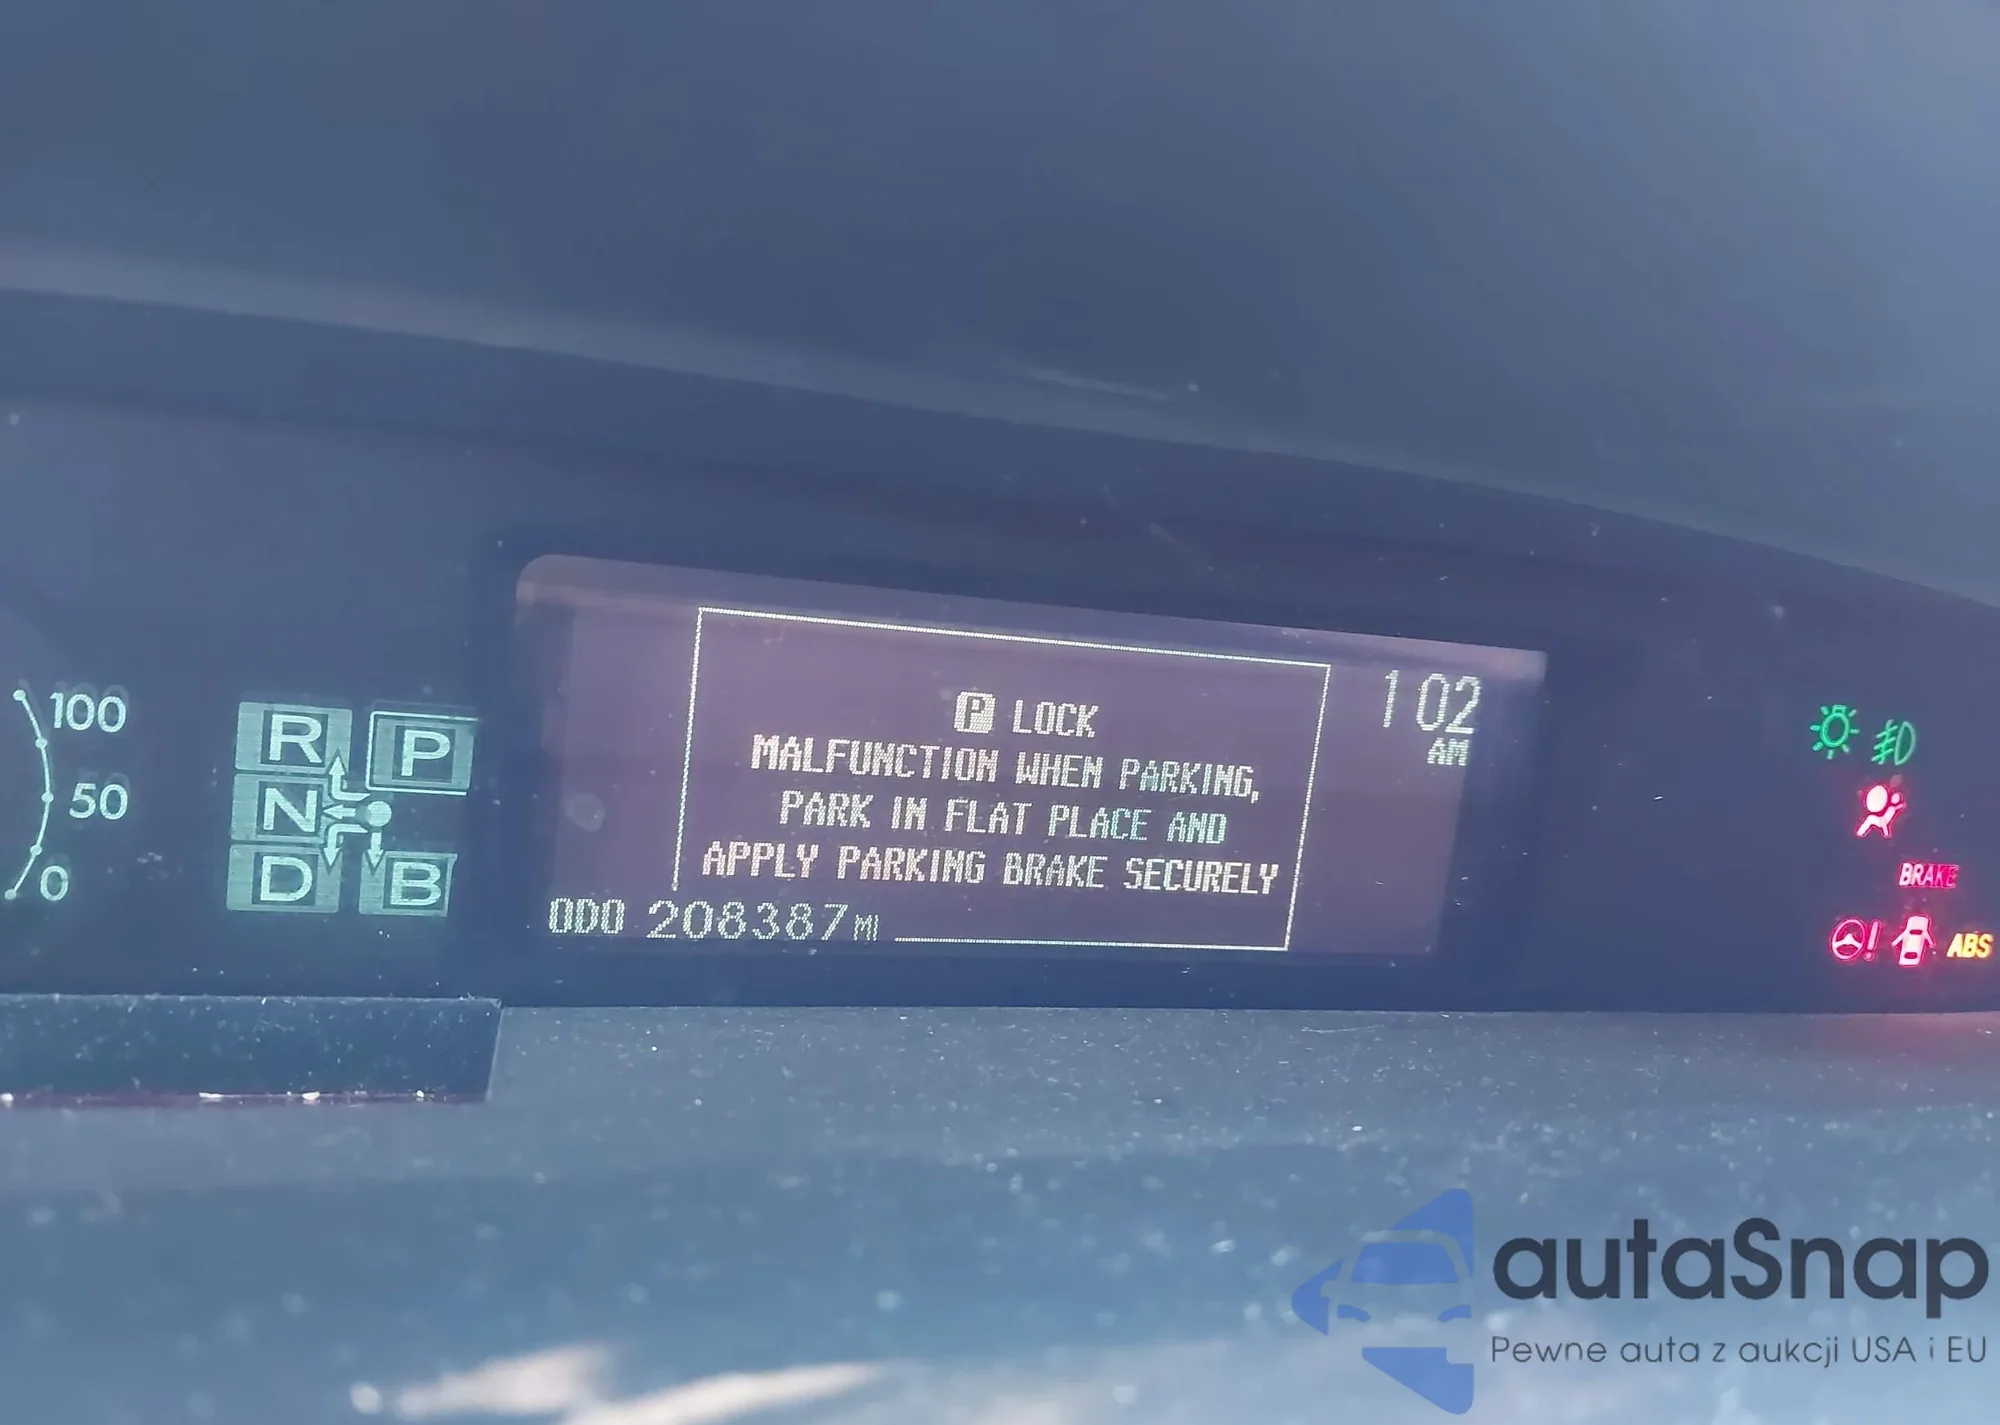 100
50
0
R
P
N
D
B
P LOCK
MALFUNCTION WHEN PARKING,
PARK IN FLAT PLACE AND
APPLY PARKING BRAKE SECURELY
1 02
AM
ODO 208387 MI
BRAKE
! ABS
autaSnap
Pewne auta z aukcji USA i EU